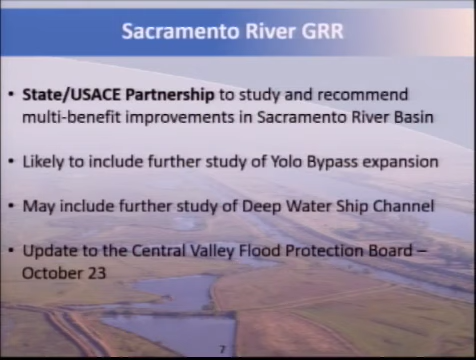 Sacramento River GRR
• State/USACE Partnership to study and recommend
multi-benefit improvements in Sacramento River Basin
• Likely to include further study of Yolo Bypass expansion
• May include further study of Deep Water Ship Channel
• Update to the Central Valley Flood Protection Board –
October 23
7